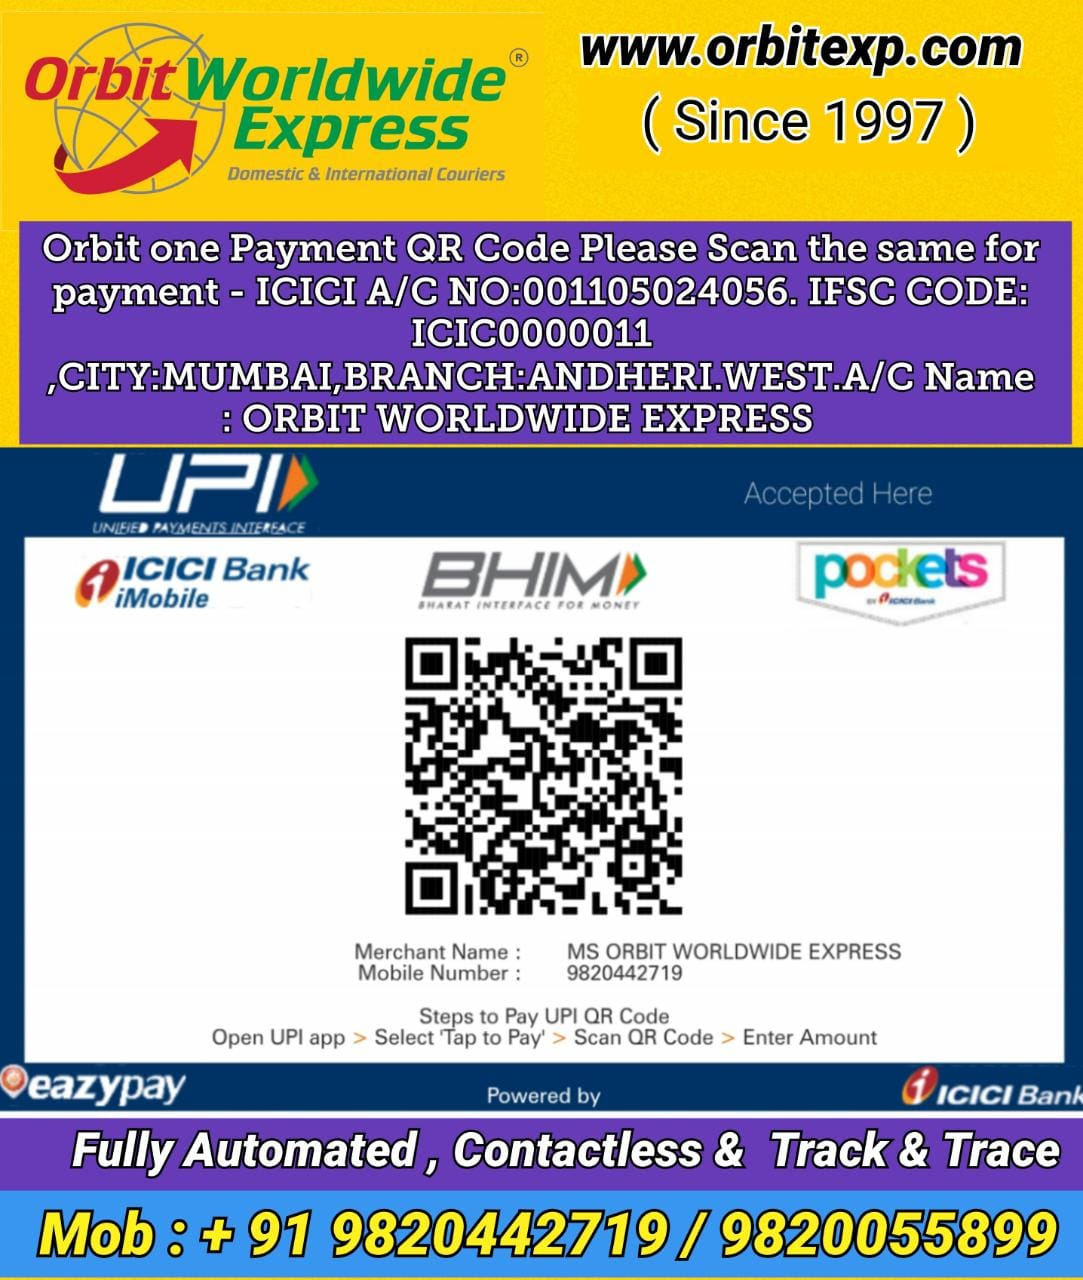 Orbit Worldwide ®
Express
Domestic & International Couriers
www.orbitexp.com
( Since 1997 )
Orbit one Payment QR Code Please Scan the same for
payment - ICICI A/C NO:001105024056. IFSC CODE:
ICIC0000011
,CITY:MUMBAI,BRANCH:ANDHERI.WEST.A/C Name
: ORBIT WORLDWIDE EXPRESS
UPI
UNIFIED PAYMENTS INTERFACE
Accepted Here
ICICI Bank
iMobile
BHIM
BHARAT INTERFACE FOR MONEY
pockets
BY ICICI Bank
Merchant Name : MS ORBIT WORLDWIDE EXPRESS
Mobile Number : 9820442719
Steps to Pay UPI QR Code
Open UPI app > Select 'Tap to Pay' > Scan QR Code > Enter Amount
eazypay
Powered by
ICICI Bank
Fully Automated , Contactless & Track & Trace
Mob : + 91 9820442719 / 9820055899